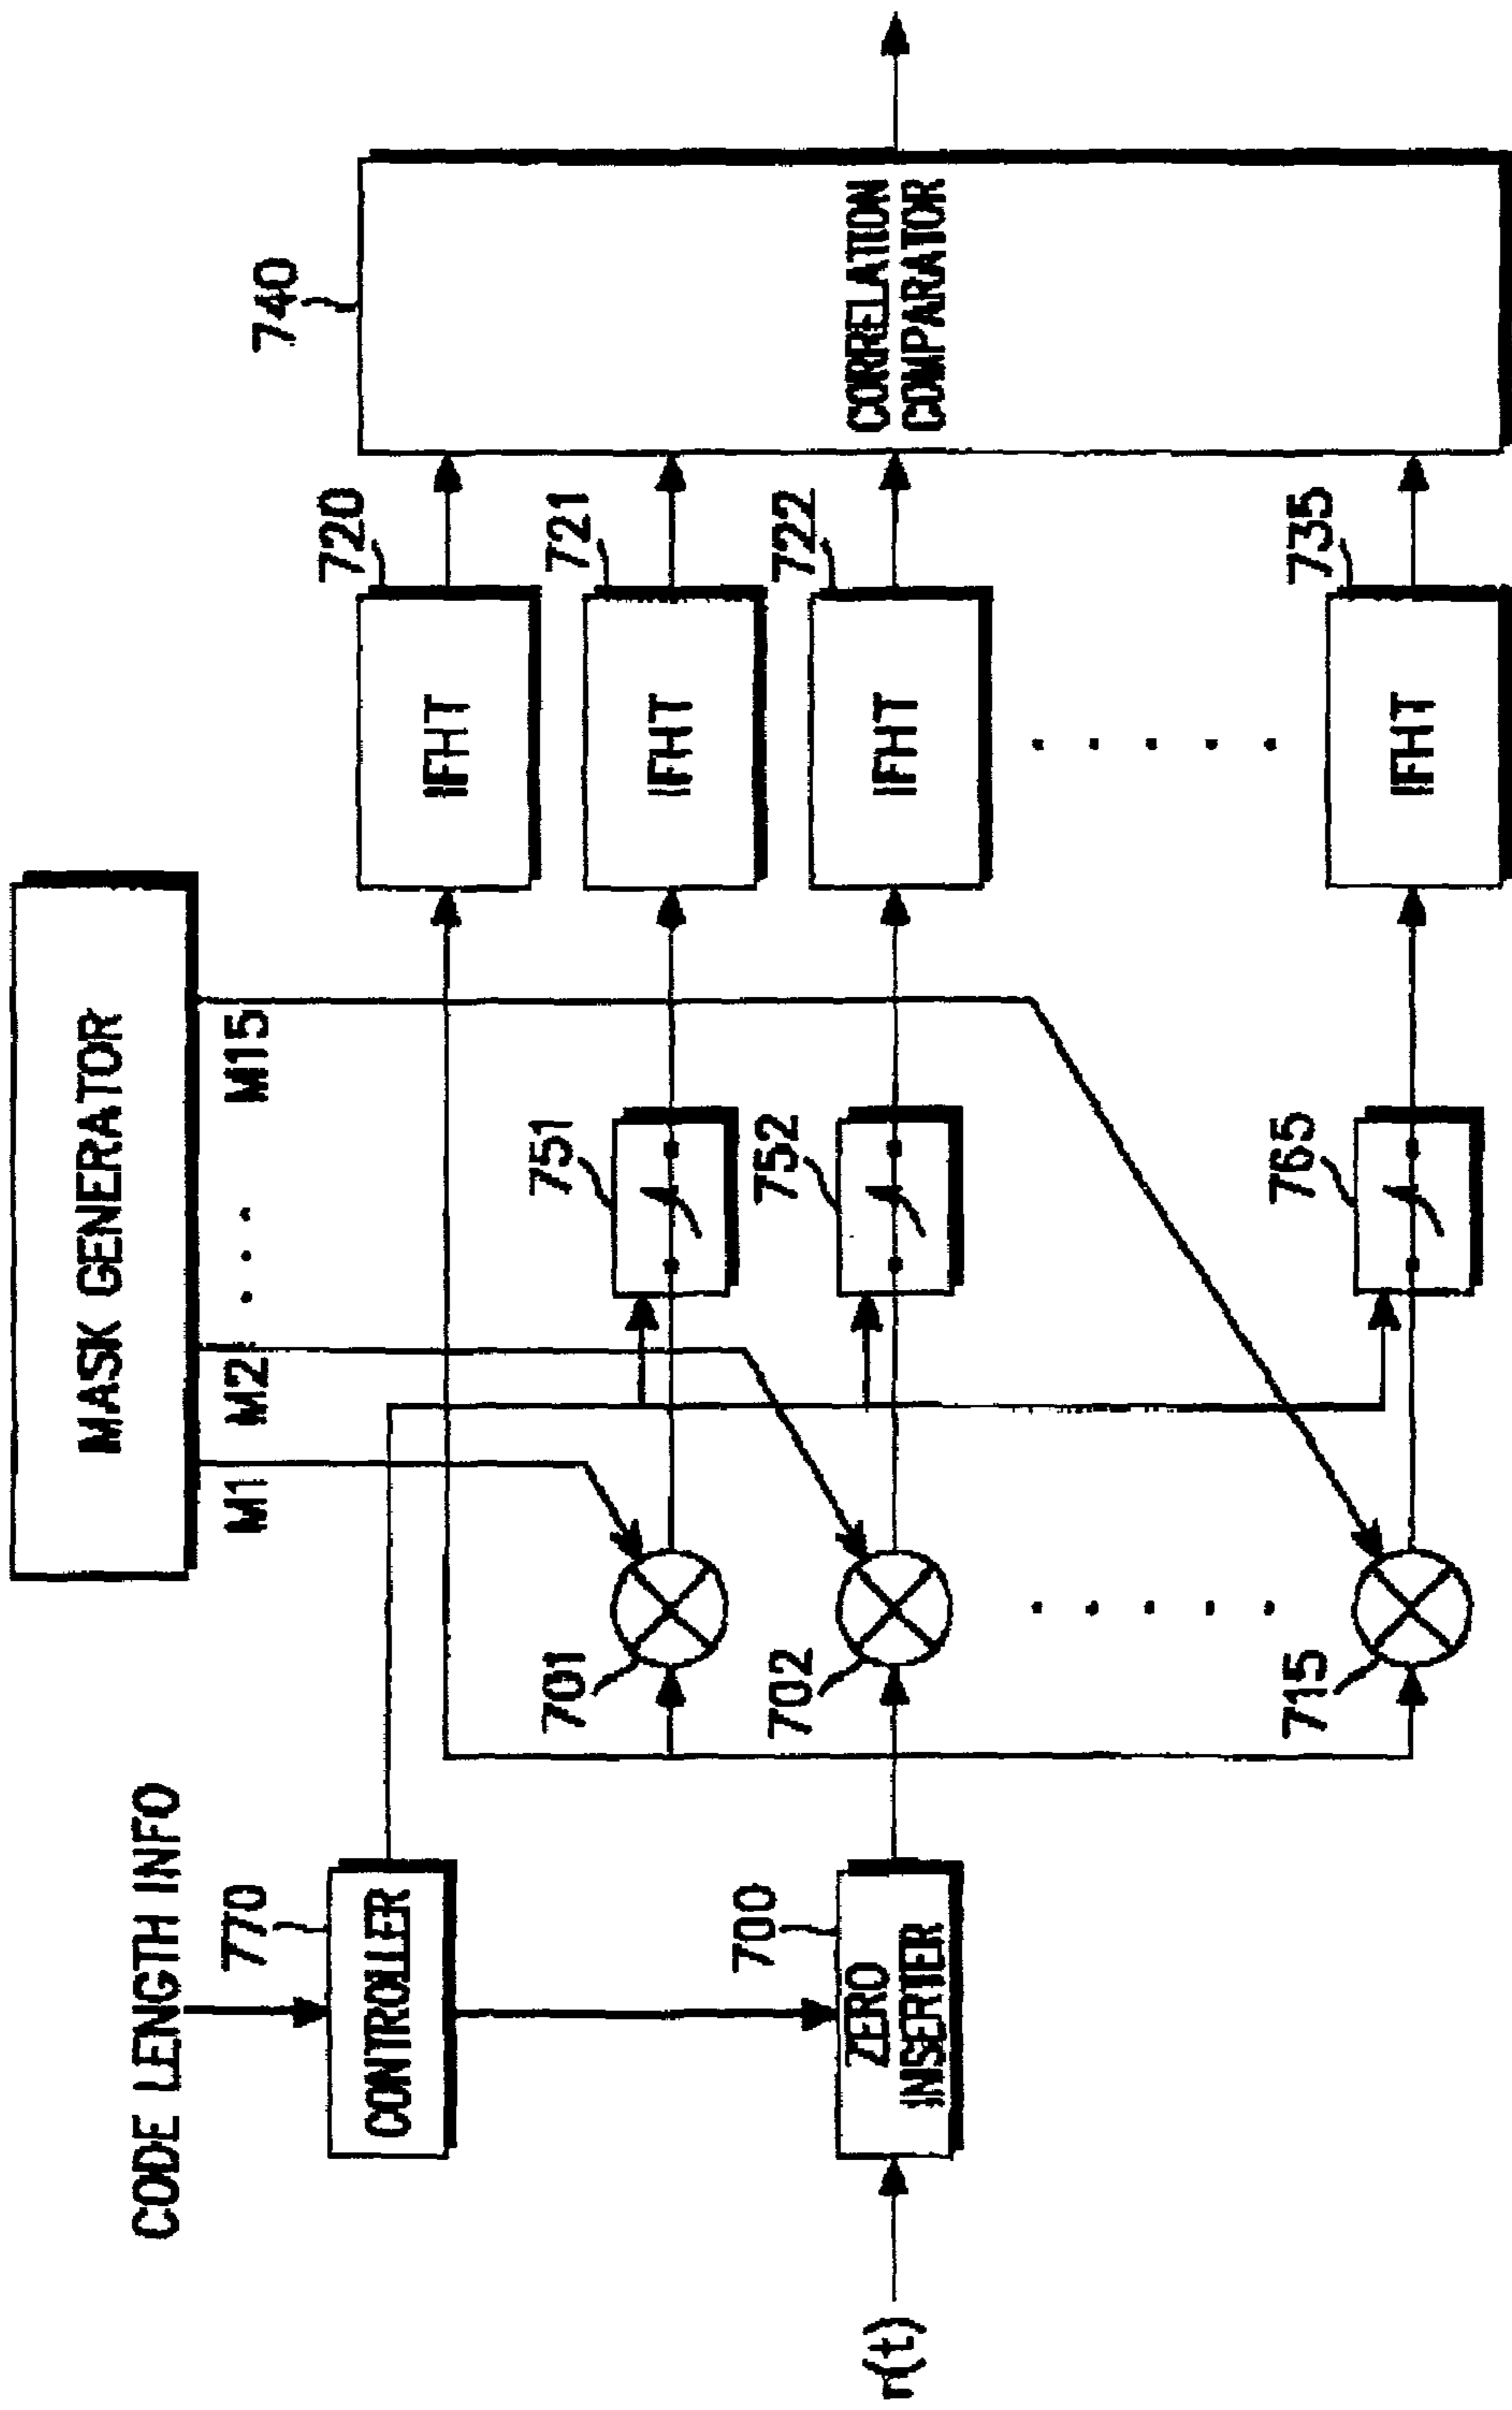 MASK GENERATOR
M1 M2 . . . M15
CODE LENGTH INFO
770
CONTROLLER
740
720
IFHT
701
751
721
IFHT
700
ZERO
INSERTER
r(t)
702
752
722
IFHT
CORRELATION
COMPARATOR
715
765
735
IFHT